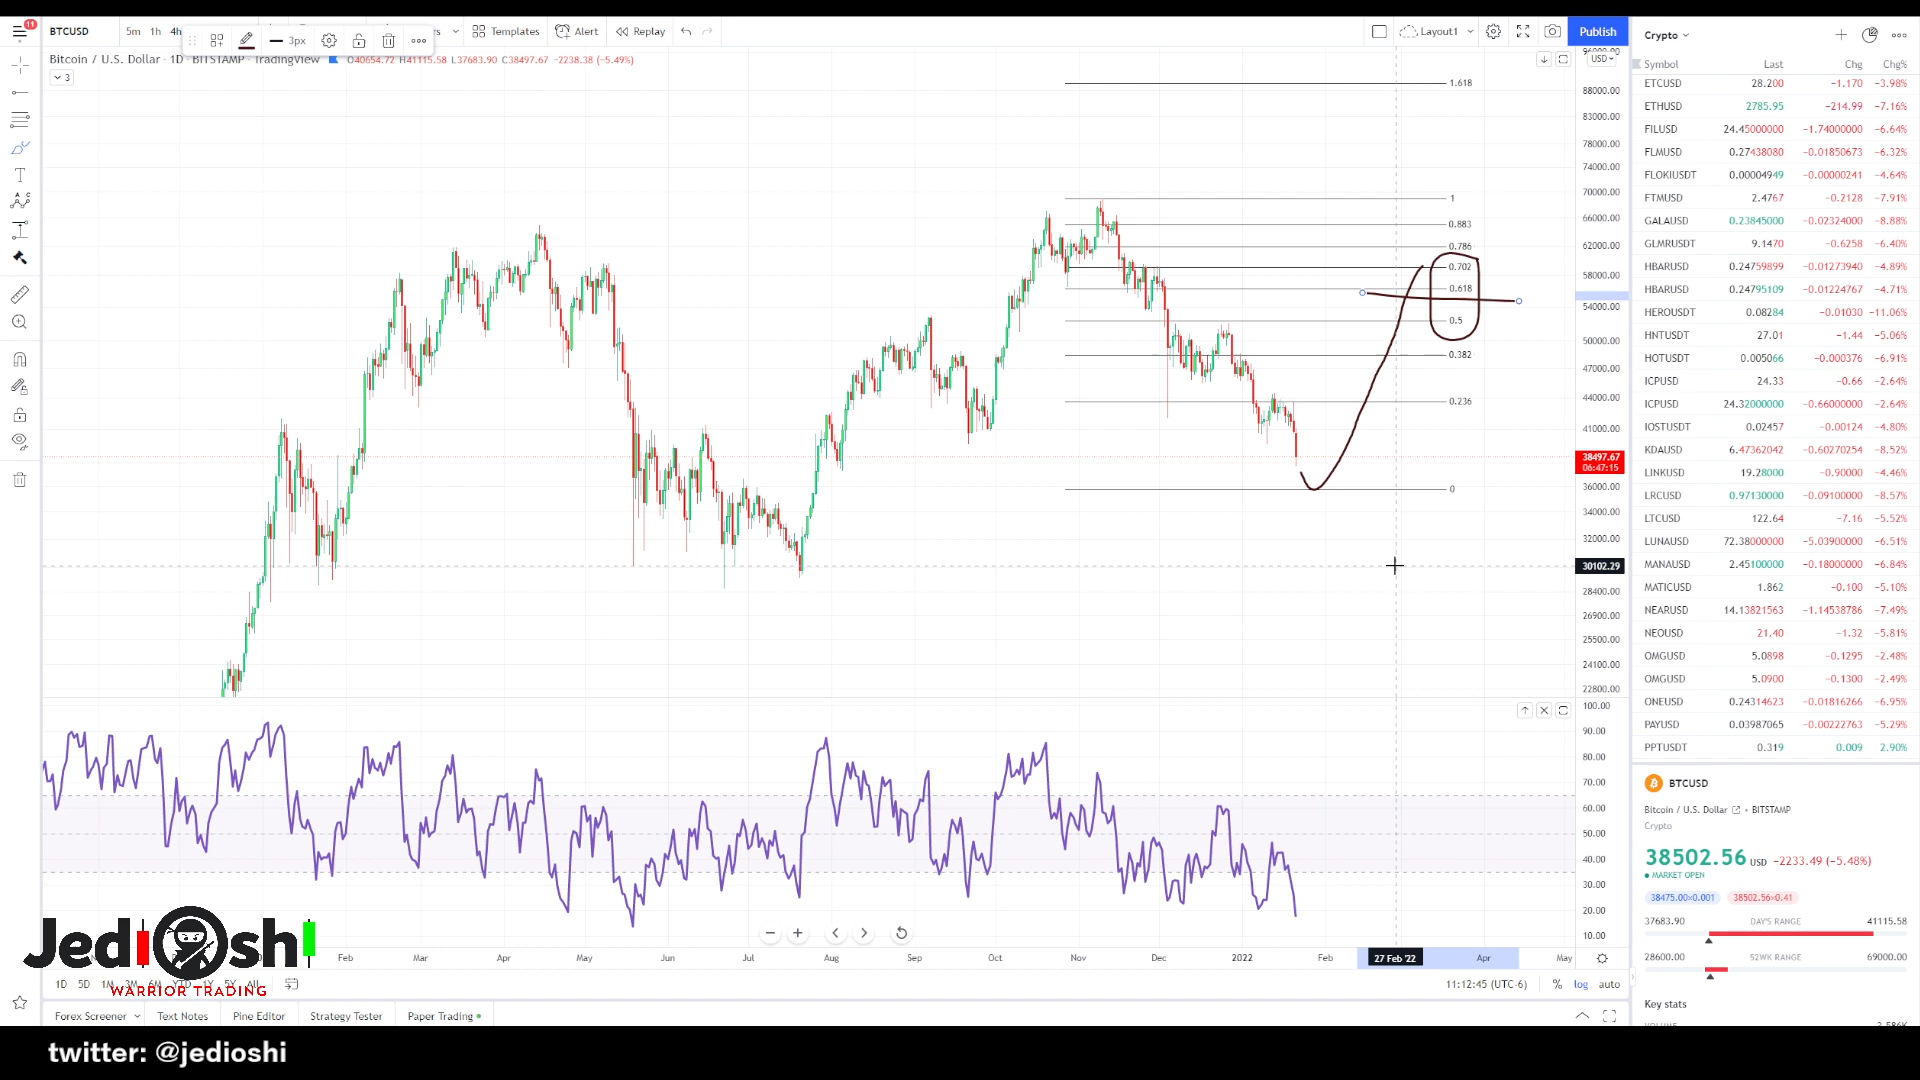 11
BTCUSD 5m 1h 4h 3px Templates Alert Replay Layout1 Publish
Bitcoin / U.S. Dollar · 1D · BITSTAMP · TradingView O40654.72 H41115.58 L37683.90 C38497.67 −2238.38 (−5.49%)
3
USD
88000.00
83000.00
78000.00
74000.00
70000.00
66000.00
62000.00
58000.00
54000.00
50000.00
47000.00
44000.00
41000.00
38497.67
06:47:15
36000.00
34000.00
32000.00
30102.29
28400.00
26900.00
25500.00
24100.00
22800.00
1.618
1
0.883
0.786
0.702
0.618
0.5
0.382
0.236
0
100.00
90.00
80.00
70.00
60.00
50.00
40.00
30.00
20.00
10.00
Feb Mar Apr May Jun Jul Aug Sep Oct Nov Dec 2022 Feb 27 Feb '22 Apr May
JediOshi
WARRIOR TRADING
1D 5D 1M 3M 6M YTD 1Y 5Y All
11:12:45 (UTC-6) % log auto
Forex Screener Text Notes Pine Editor Strategy Tester Paper Trading
Crypto
Symbol Last Chg Chg%
ETCUSD 28.200 −1.170 −3.98%
ETHUSD 2785.95 −214.99 −7.16%
FILUSD 24.45000000 −1.74000000 −6.64%
FLMUSD 0.27438080 −0.01850673 −6.32%
FLOKIUSDT 0.00004949 −0.00000241 −4.64%
FTMUSD 2.4767 −0.2128 −7.91%
GALAUSD 0.23845000 −0.02324000 −8.88%
GLMRUSDT 9.1470 −0.6258 −6.40%
HBARUSD 0.24759899 −0.01273940 −4.89%
HBARUSD 0.24795109 −0.01224767 −4.71%
HEROUSDT 0.08284 −0.01030 −11.06%
HNTUSDT 27.01 −1.44 −5.06%
HOTUSDT 0.005066 −0.000376 −6.91%
ICPUSD 24.33 −0.66 −2.64%
ICPUSD 24.32000000 −0.66000000 −2.64%
IOSTUSDT 0.02457 −0.00124 −4.80%
KDAUSD 6.47362042 −0.60270254 −8.52%
LINKUSD 19.28000 −0.90000 −4.46%
LRCUSD 0.97130000 −0.09100000 −8.57%
LTCUSD 122.64 −7.16 −5.52%
LUNAUSD 72.38000000 −5.03900000 −6.51%
MANAUSD 2.45100000 −0.18000000 −6.84%
MATICUSD 1.862 −0.100 −5.10%
NEARUSD 14.13821563 −1.14538786 −7.49%
NEOUSD 21.40 −1.32 −5.81%
OMGUSD 5.0898 −0.1295 −2.48%
OMGUSD 5.0900 −0.1300 −2.49%
ONEUSD 0.24314623 −0.01816266 −6.95%
PAYUSD 0.03987065 −0.00222763 −5.29%
PPTUSDT 0.319 0.009 2.90%
BTCUSD
Bitcoin / U.S. Dollar • BITSTAMP
Crypto
38502.56 USD −2233.49 (−5.48%)
MARKET OPEN
38475.00×0.001 38502.56×0.41
37683.90 DAY'S RANGE 41115.58
28600.00 52WK RANGE 69000.00
Key stats
twitter: @jedioshi